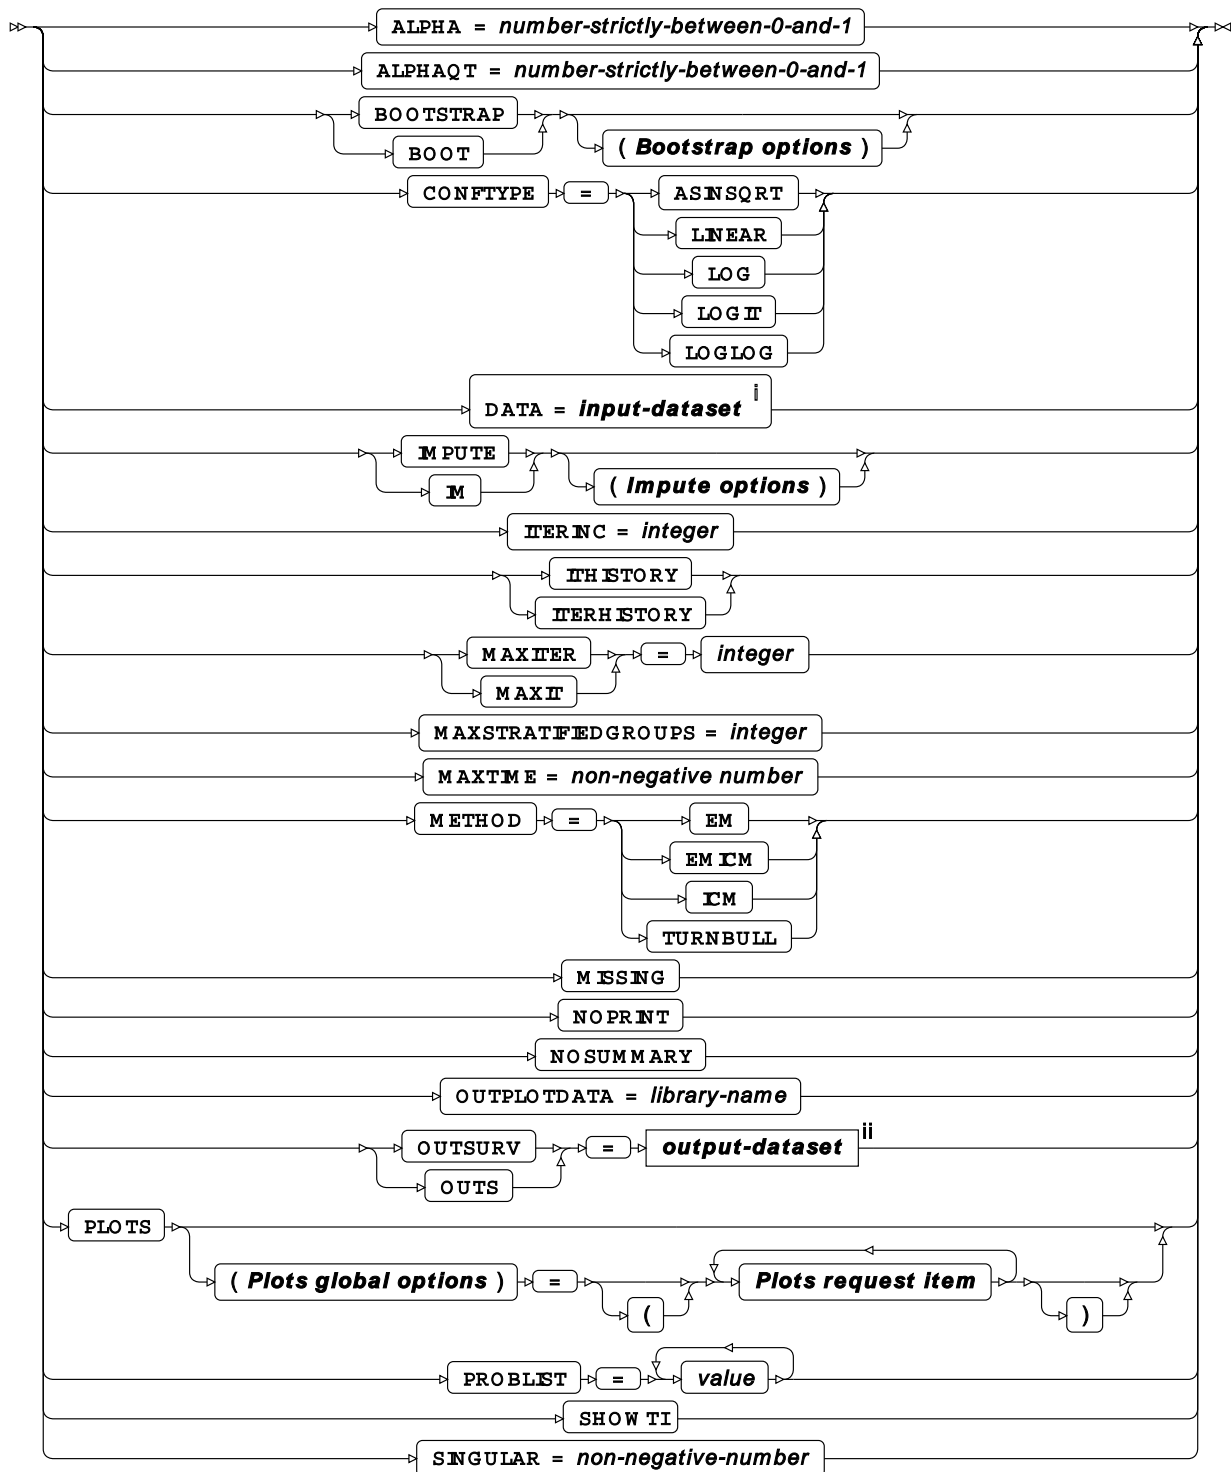 ALPHA = number-strictly-between-0-and-1
ALPHAQT = number-strictly-between-0-and-1
BOOTSTRAP
BOOT
( Bootstrap options )
CONFTYPE = ASINSQRT
LINEAR
LOG
LOGIT
LOGLOG
DATA = input-dataset i
IMPUTE
IM
( Impute options )
ITERINC = integer
ITHISTORY
ITERHISTORY
MAXITER = integer
MAXIT
MAXSTRATIFIEDGROUPS = integer
MAXTIME = non-negative number
METHOD = EM
EMICM
ICM
TURNBULL
MISSING
NOPRINT
NOSUMMARY
OUTPLOTDATA = library-name
OUTSURV = output-dataset ii
OUTS
PLOTS
( Plots global options ) = ( Plots request item )
PROBLIST = value
SHOWTI
SINGULAR = non-negative-number